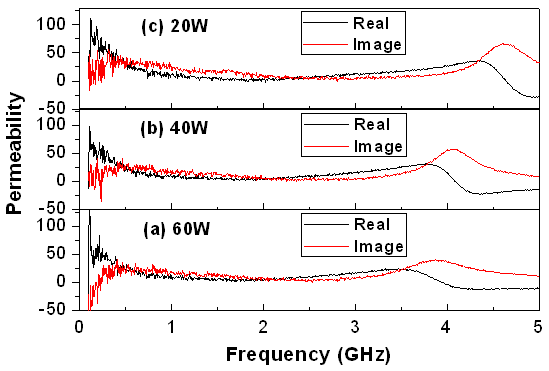 (c) 20W
Real
Image
100
50
0
-50
(b) 40W
Real
Image
100
50
0
-50
(a) 60W
Real
Image
100
50
0
-50
Permeability
0 1 2 3 4 5
Frequency (GHz)